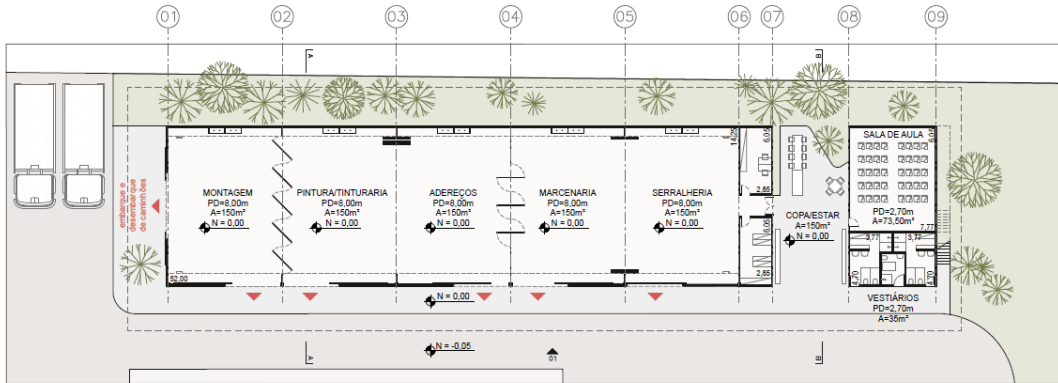 01 02 03 04 05 06 07 08 09
A B
embarque e
desembarque
de caminhões
MONTAGEM
PD=8,00m
A=150m²
N = 0,00
PINTURA/TINTURARIA
PD=8,00m
A=150m²
N = 0,00
ADEREÇOS
PD=8,00m
A=150m²
N = 0,00
MARCENARIA
PD=8,00m
A=150m²
N = 0,00
SERRALHERIA
PD=8,00m
A=150m²
N = 0,00
14,25
6,05
2,85
6,05
2,85
COPA/ESTAR
A=150m²
N = 0,00
SALA DE AULA
6,05
PD=2,70m
A=73,50m²
7,77
3,77 3,77
4,70 4,70
VESTIÁRIOS
PD=2,70m
A=35m²
52,00
N = 0,00
N = -0,05
A 01 B